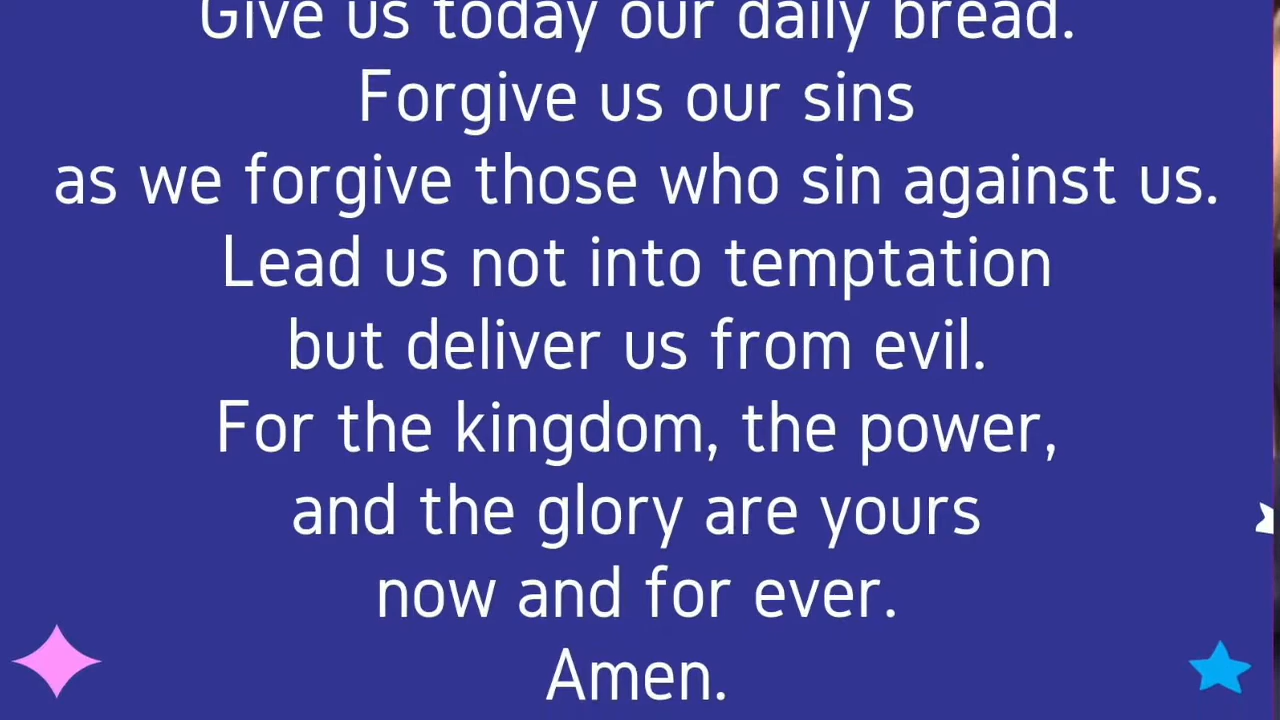 Give us today our daily bread.
Forgive us our sins
as we forgive those who sin against us.
Lead us not into temptation
but deliver us from evil.
For the kingdom, the power,
and the glory are yours
now and for ever.
Amen.